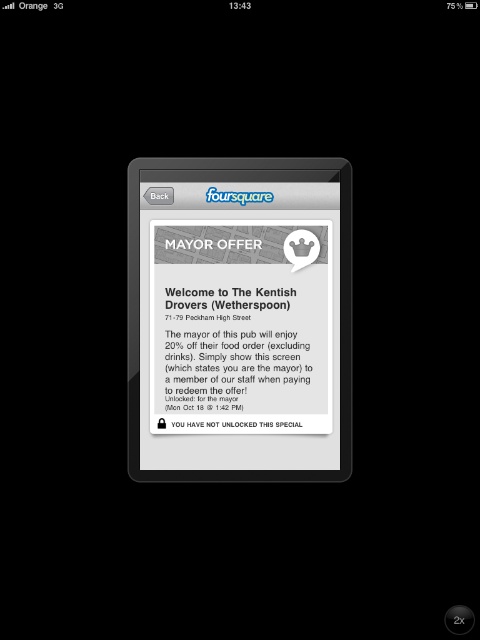 Orange 3G 13:43 75%
Back foursquare
MAYOR OFFER
Welcome to The Kentish
Drovers (Wetherspoon)
71-79 Peckham High Street
The mayor of this pub will enjoy
20% off their food order (excluding
drinks). Simply show this screen
(which states you are the mayor) to
a member of our staff when paying
to redeem the offer!
Unlocked: for the mayor
(Mon Oct 18 @ 1:42 PM)
YOU HAVE NOT UNLOCKED THIS SPECIAL
2x